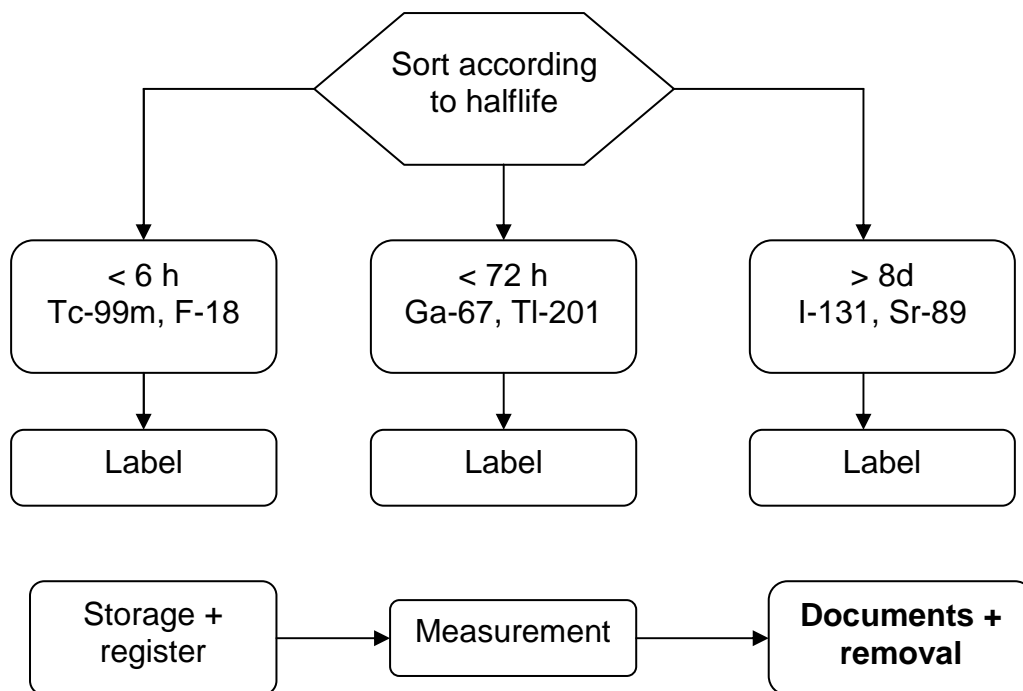 Sort according
to halflife
< 6 h
Tc-99m, F-18
< 72 h
Ga-67, Tl-201
> 8d
I-131, Sr-89
Label
Label
Label
Storage +
register
Measurement
Documents +
removal